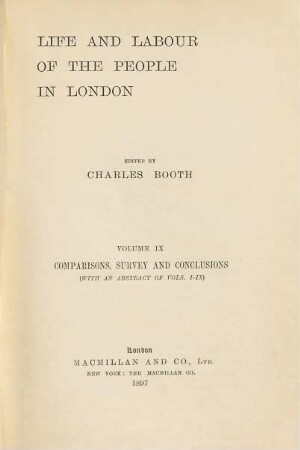 LIFE AND LABOUR
OF THE PEOPLE
IN LONDON
EDITED BY
CHARLES BOOTH
VOLUME IX
COMPARISONS, SURVEY AND CONCLUSIONS
(WITH AN ABSTRACT OF VOLS. I-IX)
London
MACMILLAN AND CO., LTD.
NEW YORK: THE MACMILLAN CO.
1897